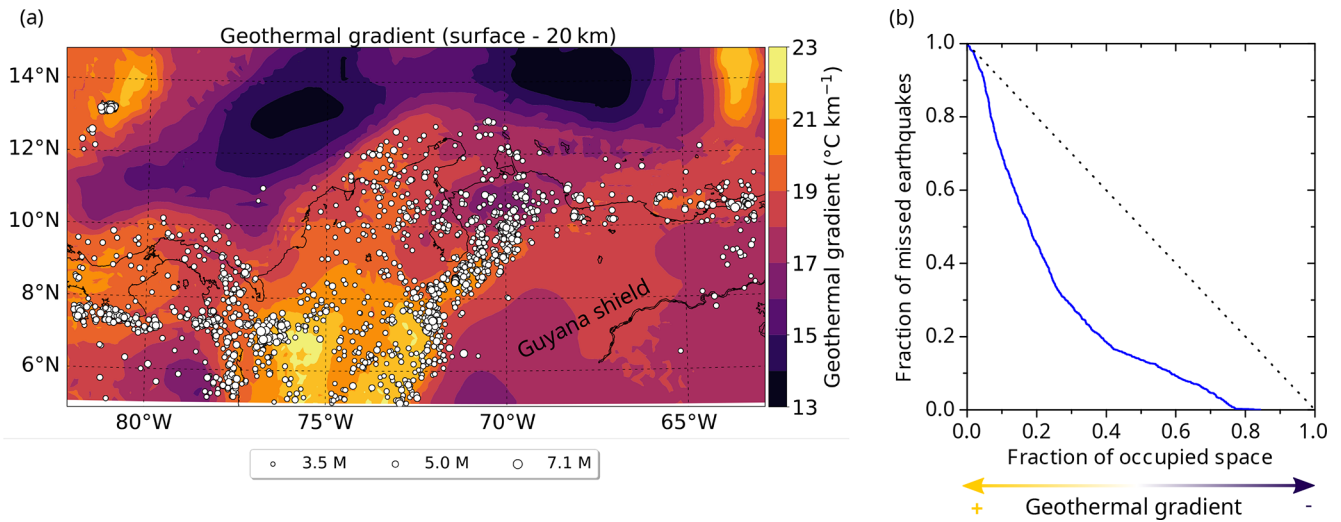 (a)
Geothermal gradient (surface - 20 km)
14°N
12°N
10°N
8°N
6°N
80°W
75°W
70°W
65°W
Guyana shield
23
21
19
17
15
13
Geothermal gradient (°C km⁻¹)
3.5 M
5.0 M
7.1 M
(b)
1.0
0.8
0.6
0.4
0.2
0.0
Fraction of missed earthquakes
0.0
0.2
0.4
0.6
0.8
1.0
Fraction of occupied space
+
Geothermal gradient
-